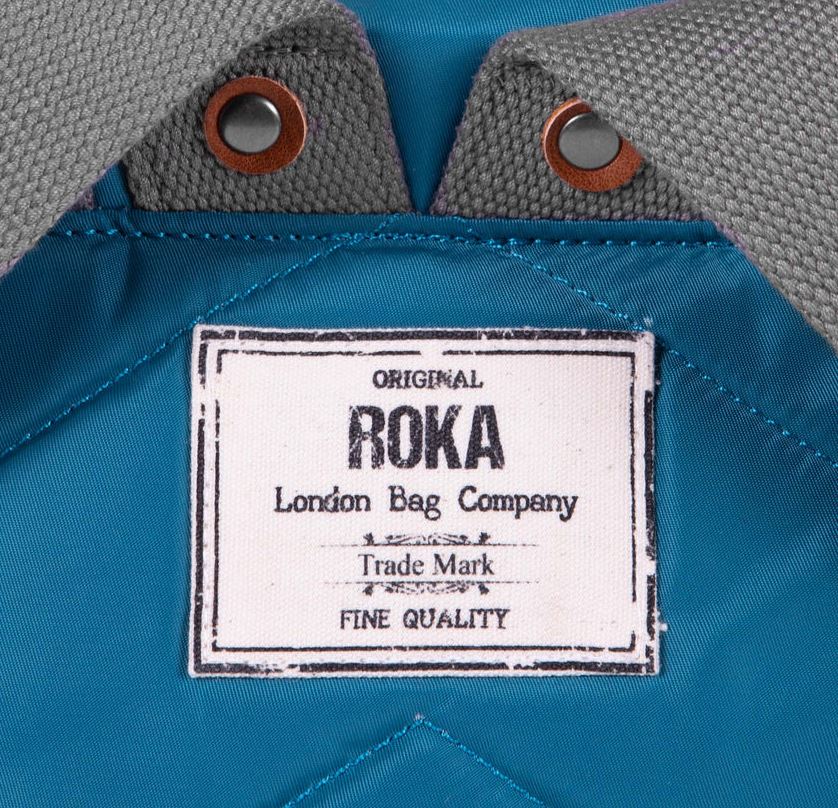 ORIGINAL
ROKA
London Bag Company
Trade Mark
FINE QUALITY